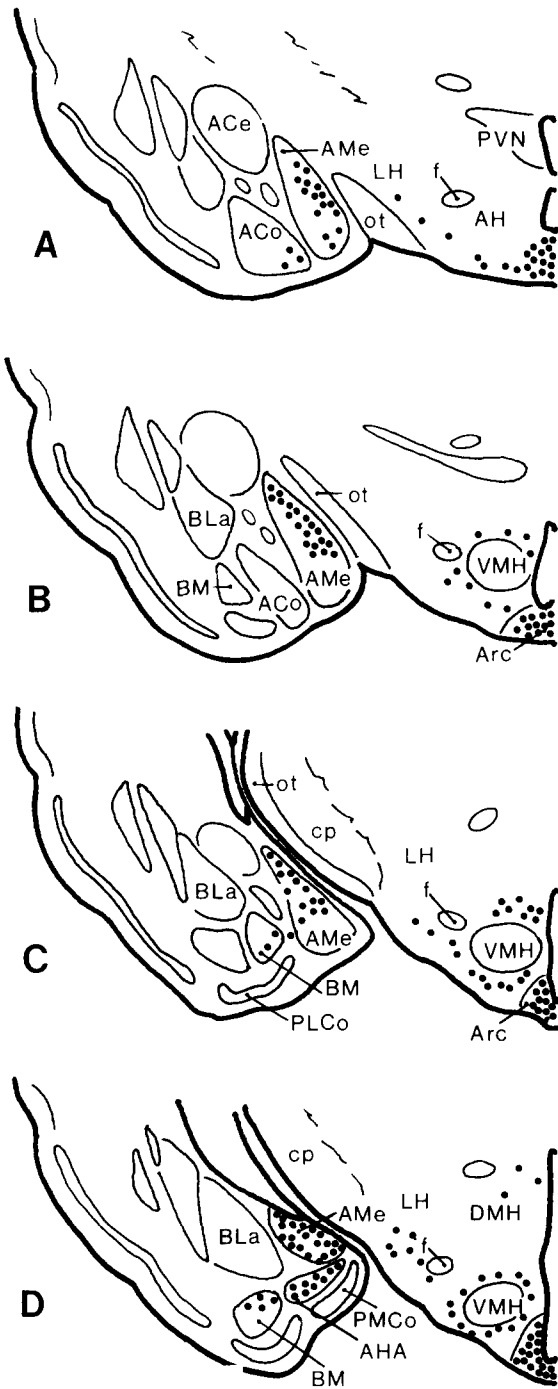 ACe
AMe
PVN
LH
f
ACo
ot
AH
A
ot
f
BLa
VMH
BM
AMe
ACo
B
Arc
ot
cp
LH
BLa
f
AMe
VMH
C
BM
PLCo
Arc
cp
AMe
LH
DMH
BLa
f
D
VMH
PMCo
AHA
BM